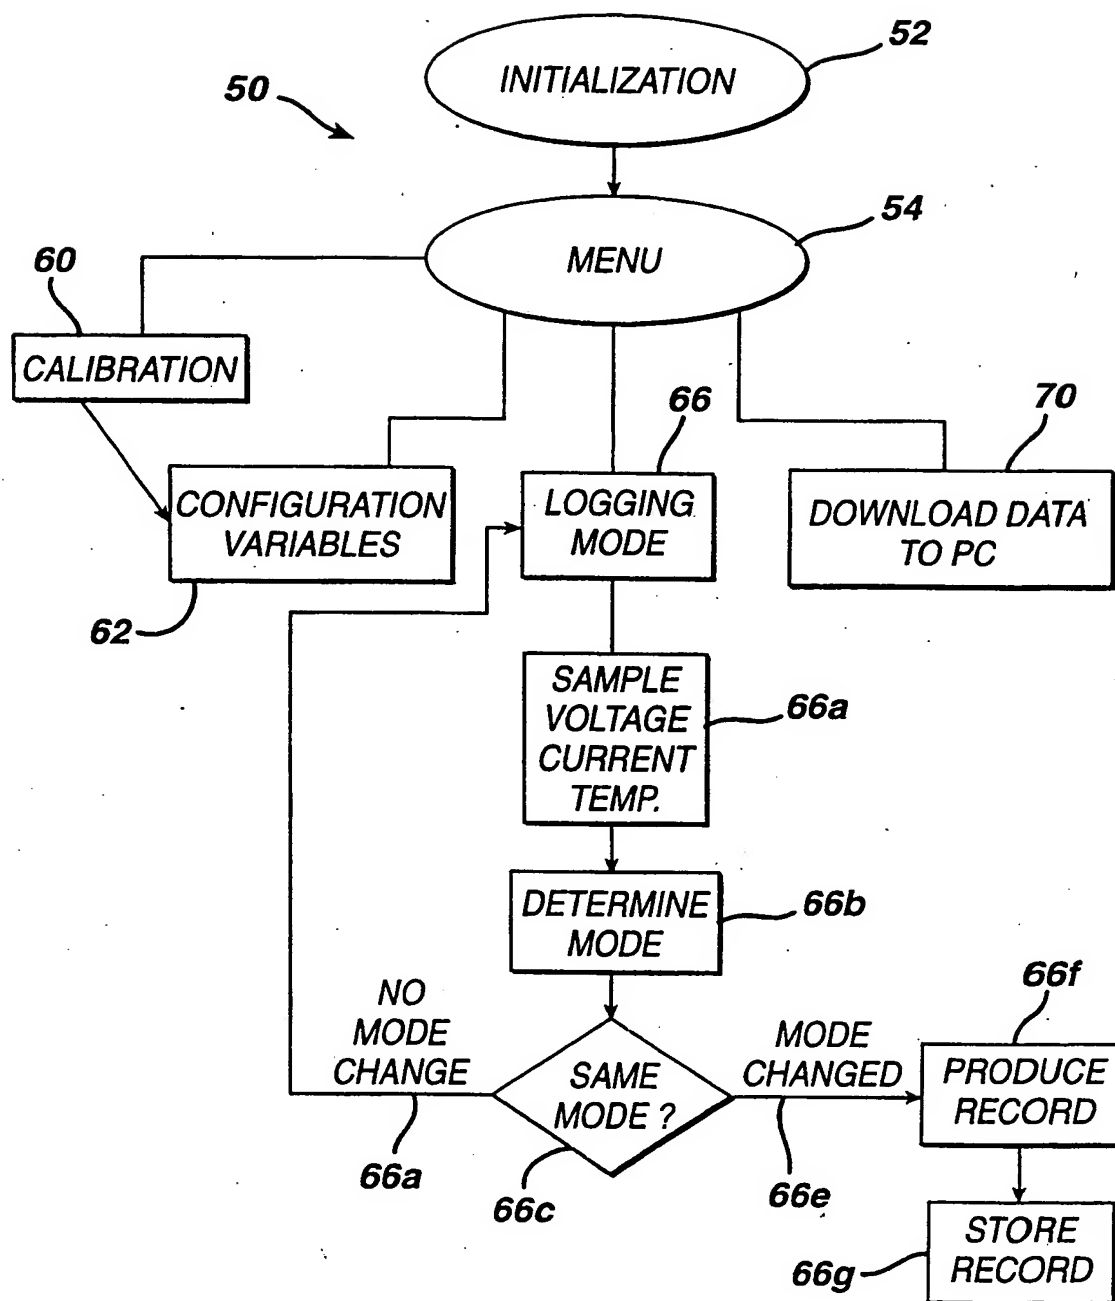 52
INITIALIZATION
50
54
MENU
60
CALIBRATION
66
70
CONFIGURATION
VARIABLES
LOGGING
MODE
DOWNLOAD DATA
TO PC
62
SAMPLE
VOLTAGE
CURRENT
TEMP.
66a
DETERMINE
MODE
66b
NO
MODE
CHANGE
SAME
MODE ?
MODE
CHANGED
66f
PRODUCE
RECORD
66a
66c
66e
STORE
RECORD
66g